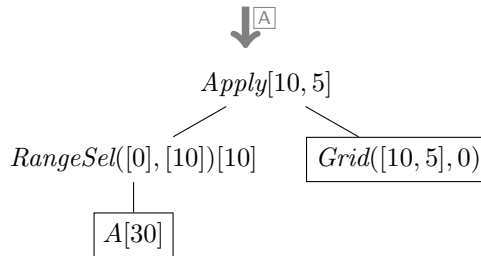 A
Apply[10, 5]
RangeSel([0], [10])[10]
Grid([10, 5], 0)
A[30]